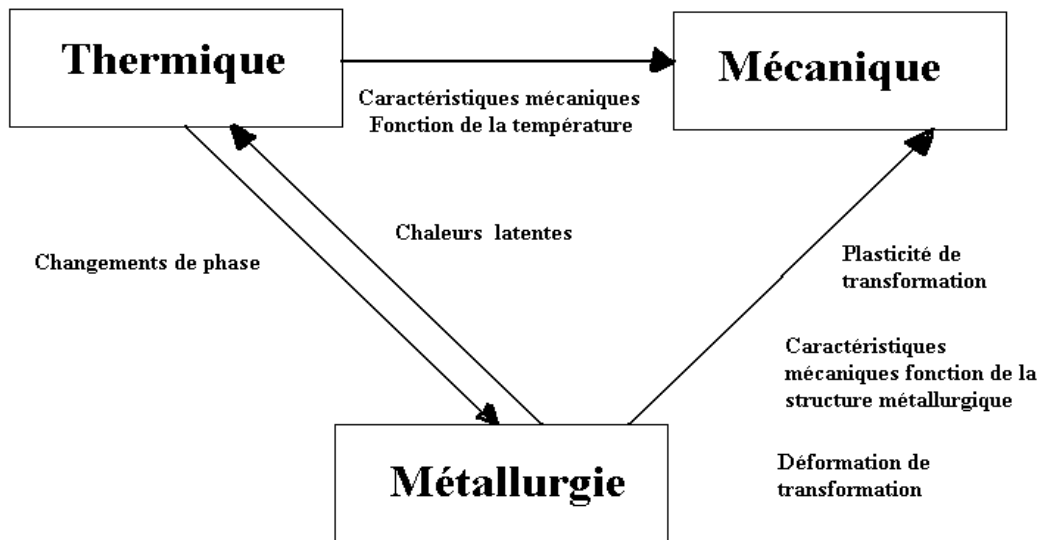 Thermique
Mécanique
Caractéristiques mécaniques
Fonction de la température
Chaleurs latentes
Changements de phase
Plasticité de
transformation
Caractéristiques
mécaniques fonction de la
structure métallurgique
Métallurgie
Déformation de
transformation